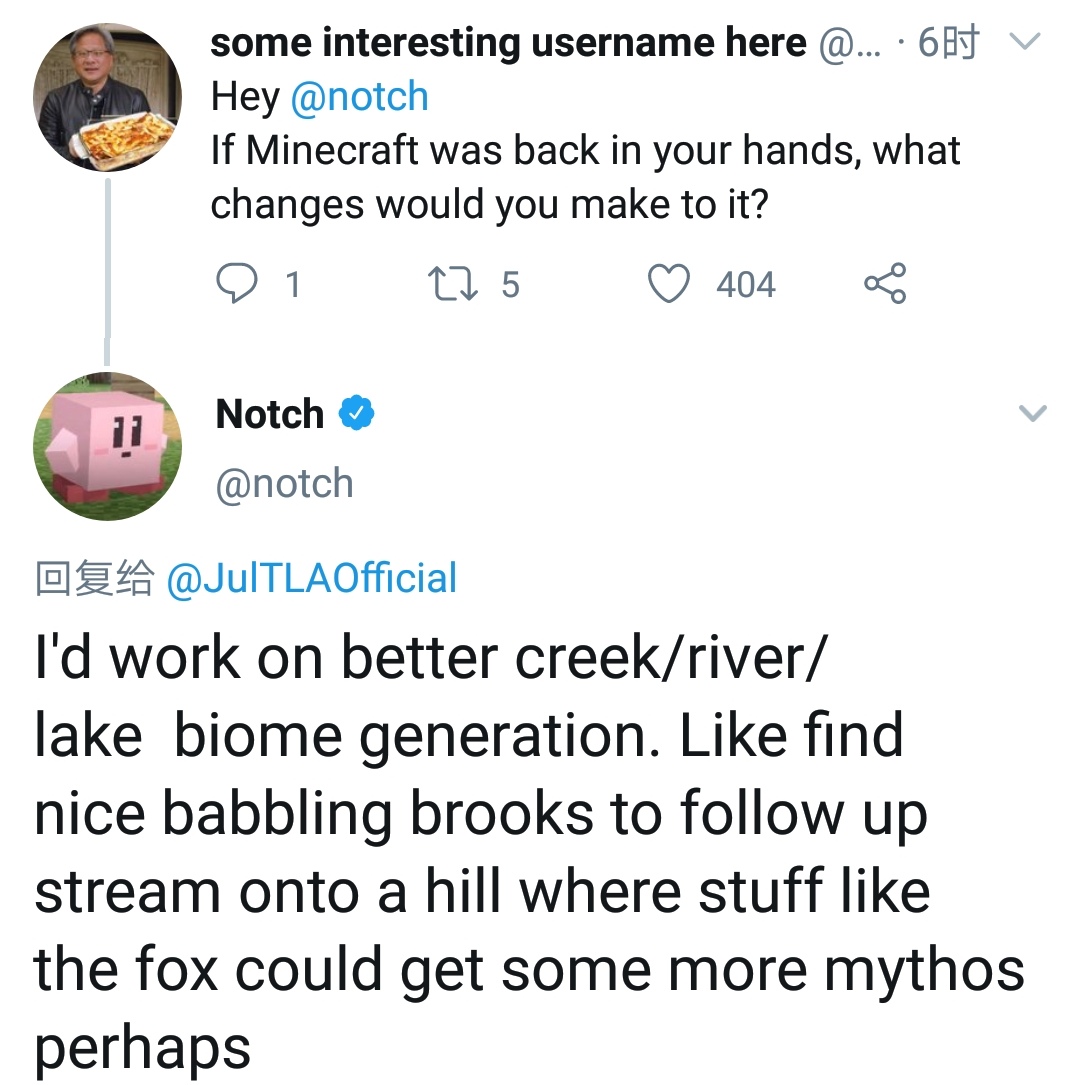 some interesting username here @... · 6时
Hey @notch
If Minecraft was back in your hands, what
changes would you make to it?
1 5 404
Notch
@notch
回复给 @JulTLAOfficial
I'd work on better creek/river/
lake  biome generation. Like find
nice babbling brooks to follow up
stream onto a hill where stuff like
the fox could get some more mythos
perhaps